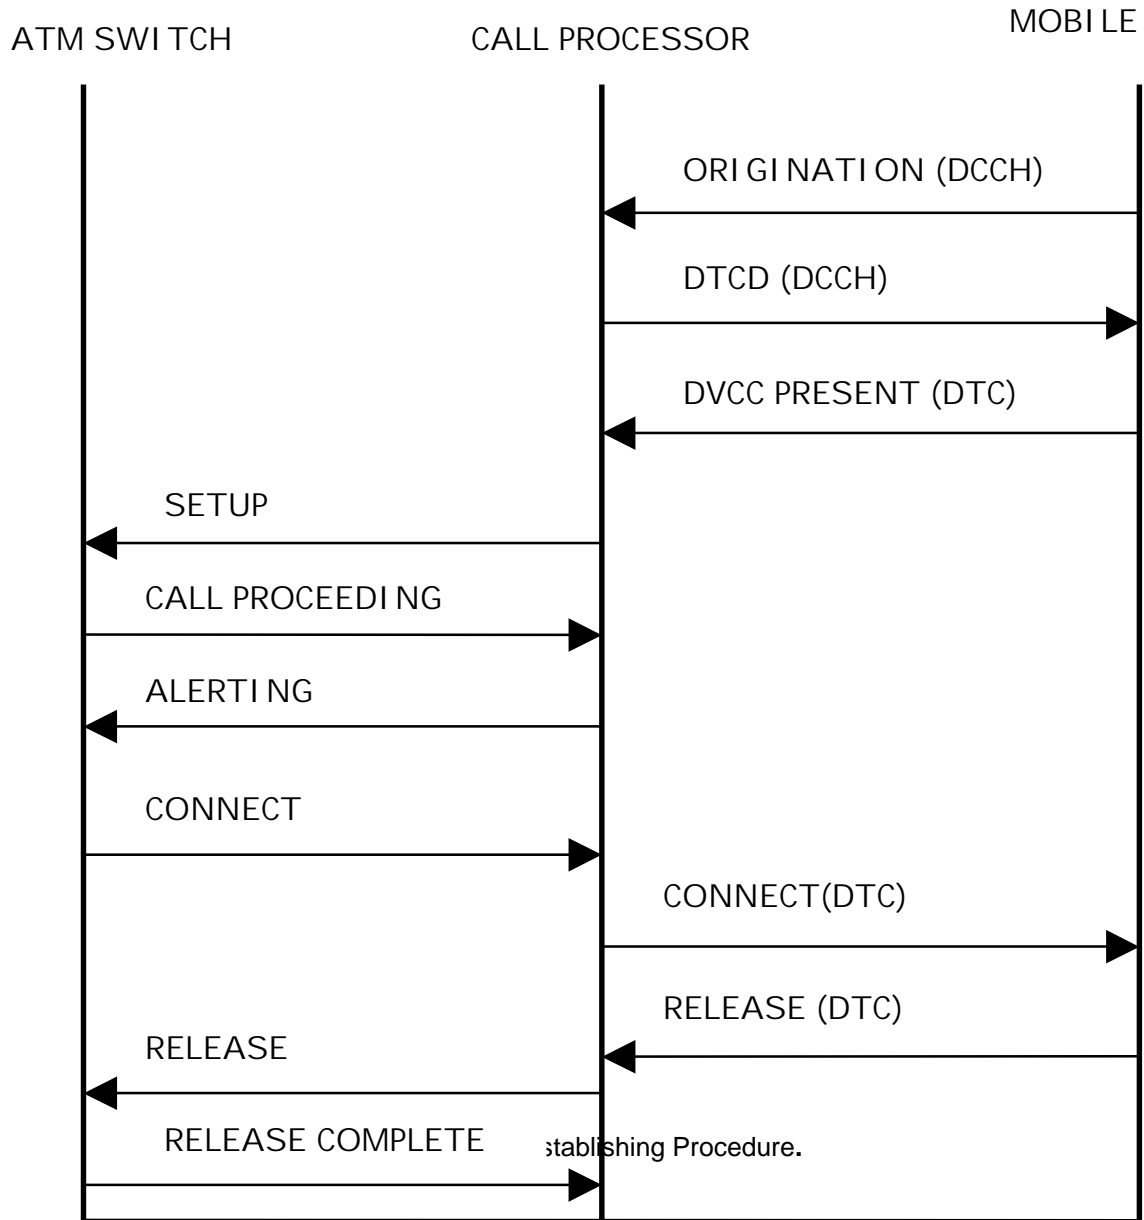 ATM SWITCH CALL PROCESSOR MOBILE
ORIGINATION (DCCH)
DTCD (DCCH)
DVCC PRESENT (DTC)
SETUP
CALL PROCEEDING
ALERTING
CONNECT
CONNECT(DTC)
RELEASE (DTC)
RELEASE
RELEASE COMPLETE
Procedure.